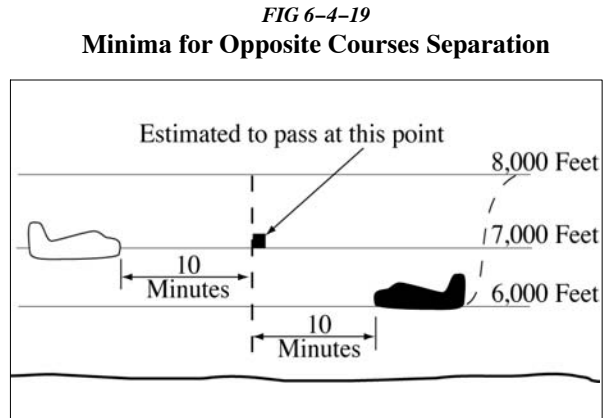 FIG 6–4–19
Minima for Opposite Courses Separation
Estimated to pass at this point
8,000 Feet
7,000 Feet
10
Minutes
6,000 Feet
10
Minutes